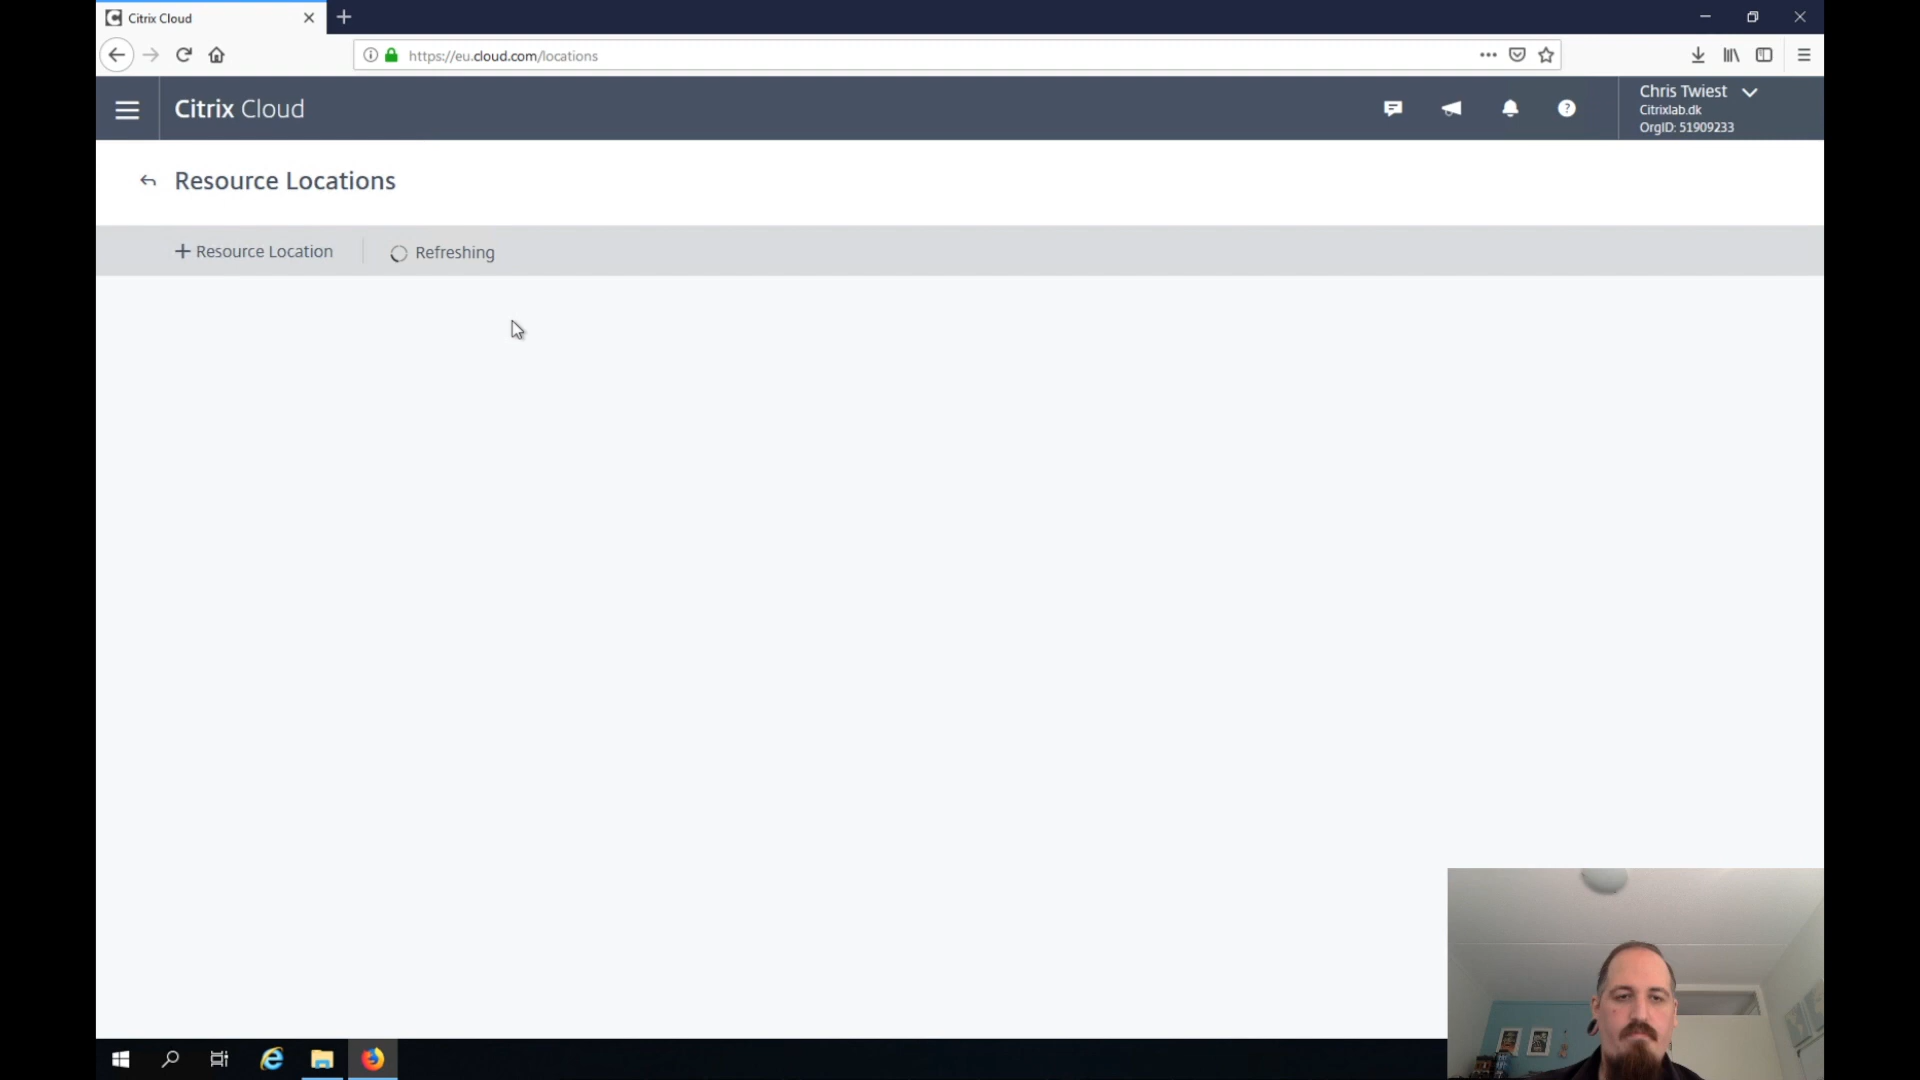 Citrix Cloud
https://eu.cloud.com/locations
Citrix Cloud
Chris Twiest
Citrixlab.dk
OrgID: 51909233
Resource Locations
+ Resource Location
Refreshing